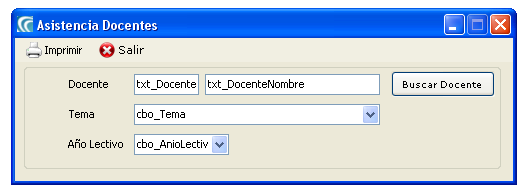 Asistencia Docentes
Imprimir Salir
Docente txt_Docente txt_DocenteNombre Buscar Docente
Tema cbo_Tema
Año Lectivo cbo_AnioLectiv